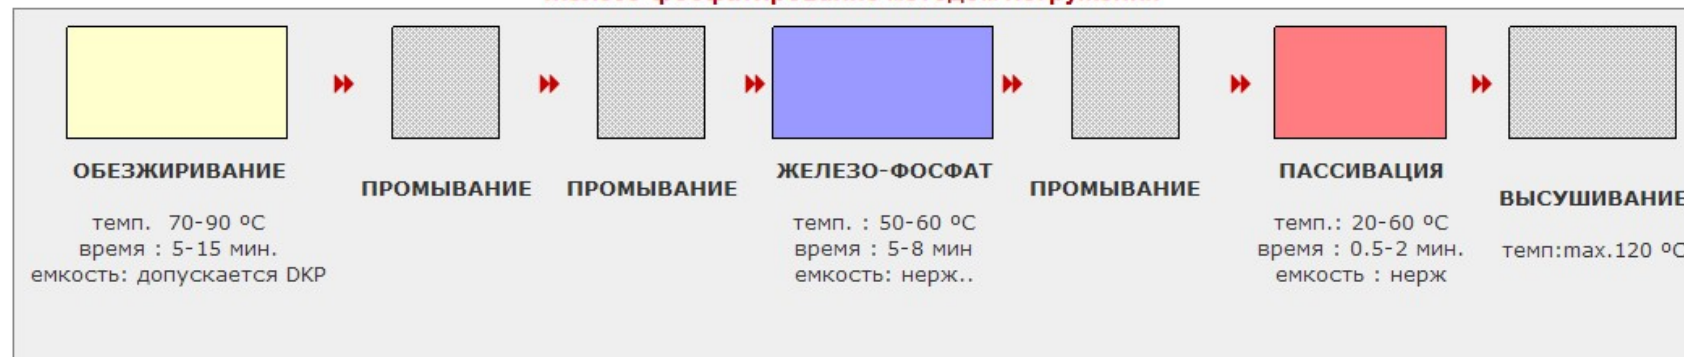 ОБЕЗЖИРИВАНИЕ
темп.  70-90 ºC
время : 5-15 мин.
емкость: допускается DKP
ПРОМЫВАНИЕ
ПРОМЫВАНИЕ
ЖЕЛЕЗО-ФОСФАТ
темп. : 50-60 ºC
время : 5-8 мин
емкость: нерж..
ПРОМЫВАНИЕ
ПАССИВАЦИЯ
темп.: 20-60 ºC
время : 0.5-2 мин.
емкость : нерж
ВЫСУШИВАНИЕ
темп:max.120 ºC